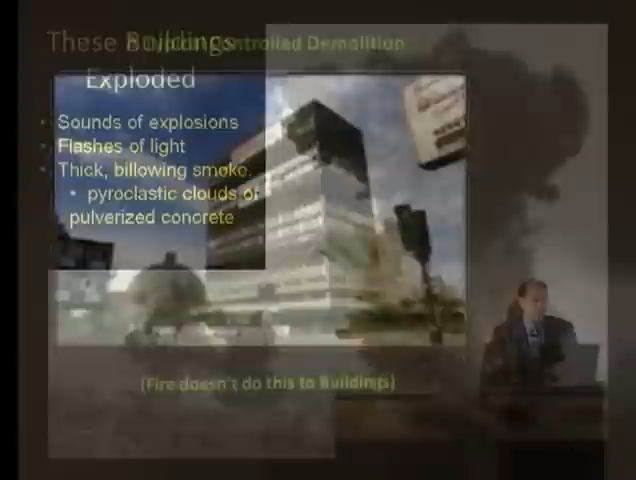 These Buildings
Controlled Demolition
Exploded
• Sounds of explosions
• Flashes of light
• Thick, billowing smoke.
• pyroclastic clouds of
pulverized concrete
(Fire doesn't do this to Buildings)